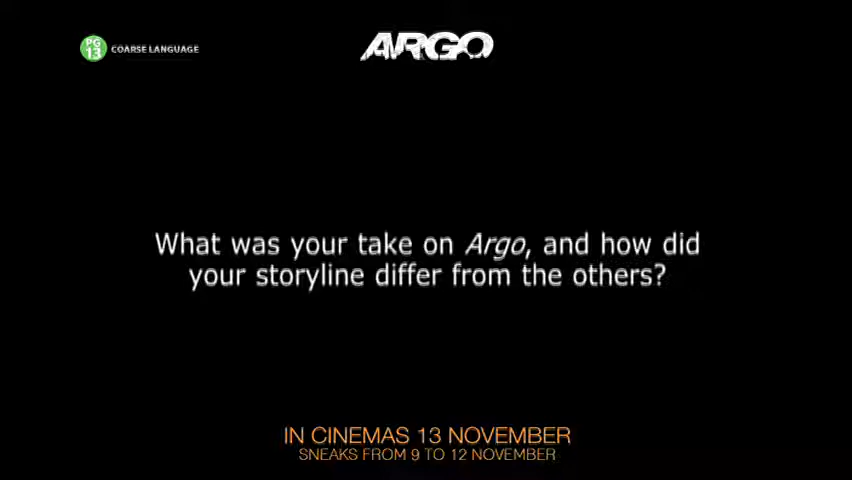 PG 13 COARSE LANGUAGE
ARGO
What was your take on Argo, and how did
your storyline differ from the others?
IN CINEMAS 13 NOVEMBER
SNEAKS FROM 9 TO 12 NOVEMBER